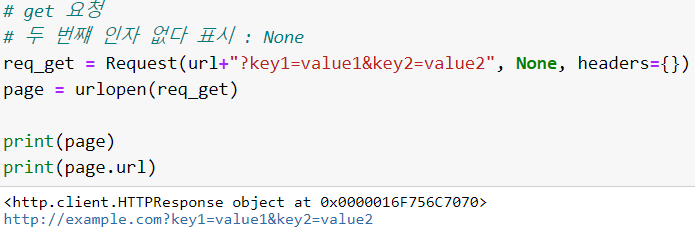 # get 요청
# 두 번째 인자 없다 표시 : None
req_get = Request(url+"?key1=value1&key2=value2", None, headers={})
page = urlopen(req_get)
print(page)
print(page.url)
<http.client.HTTPResponse object at 0x0000016F756C7070>
http://example.com?key1=value1&key2=value2